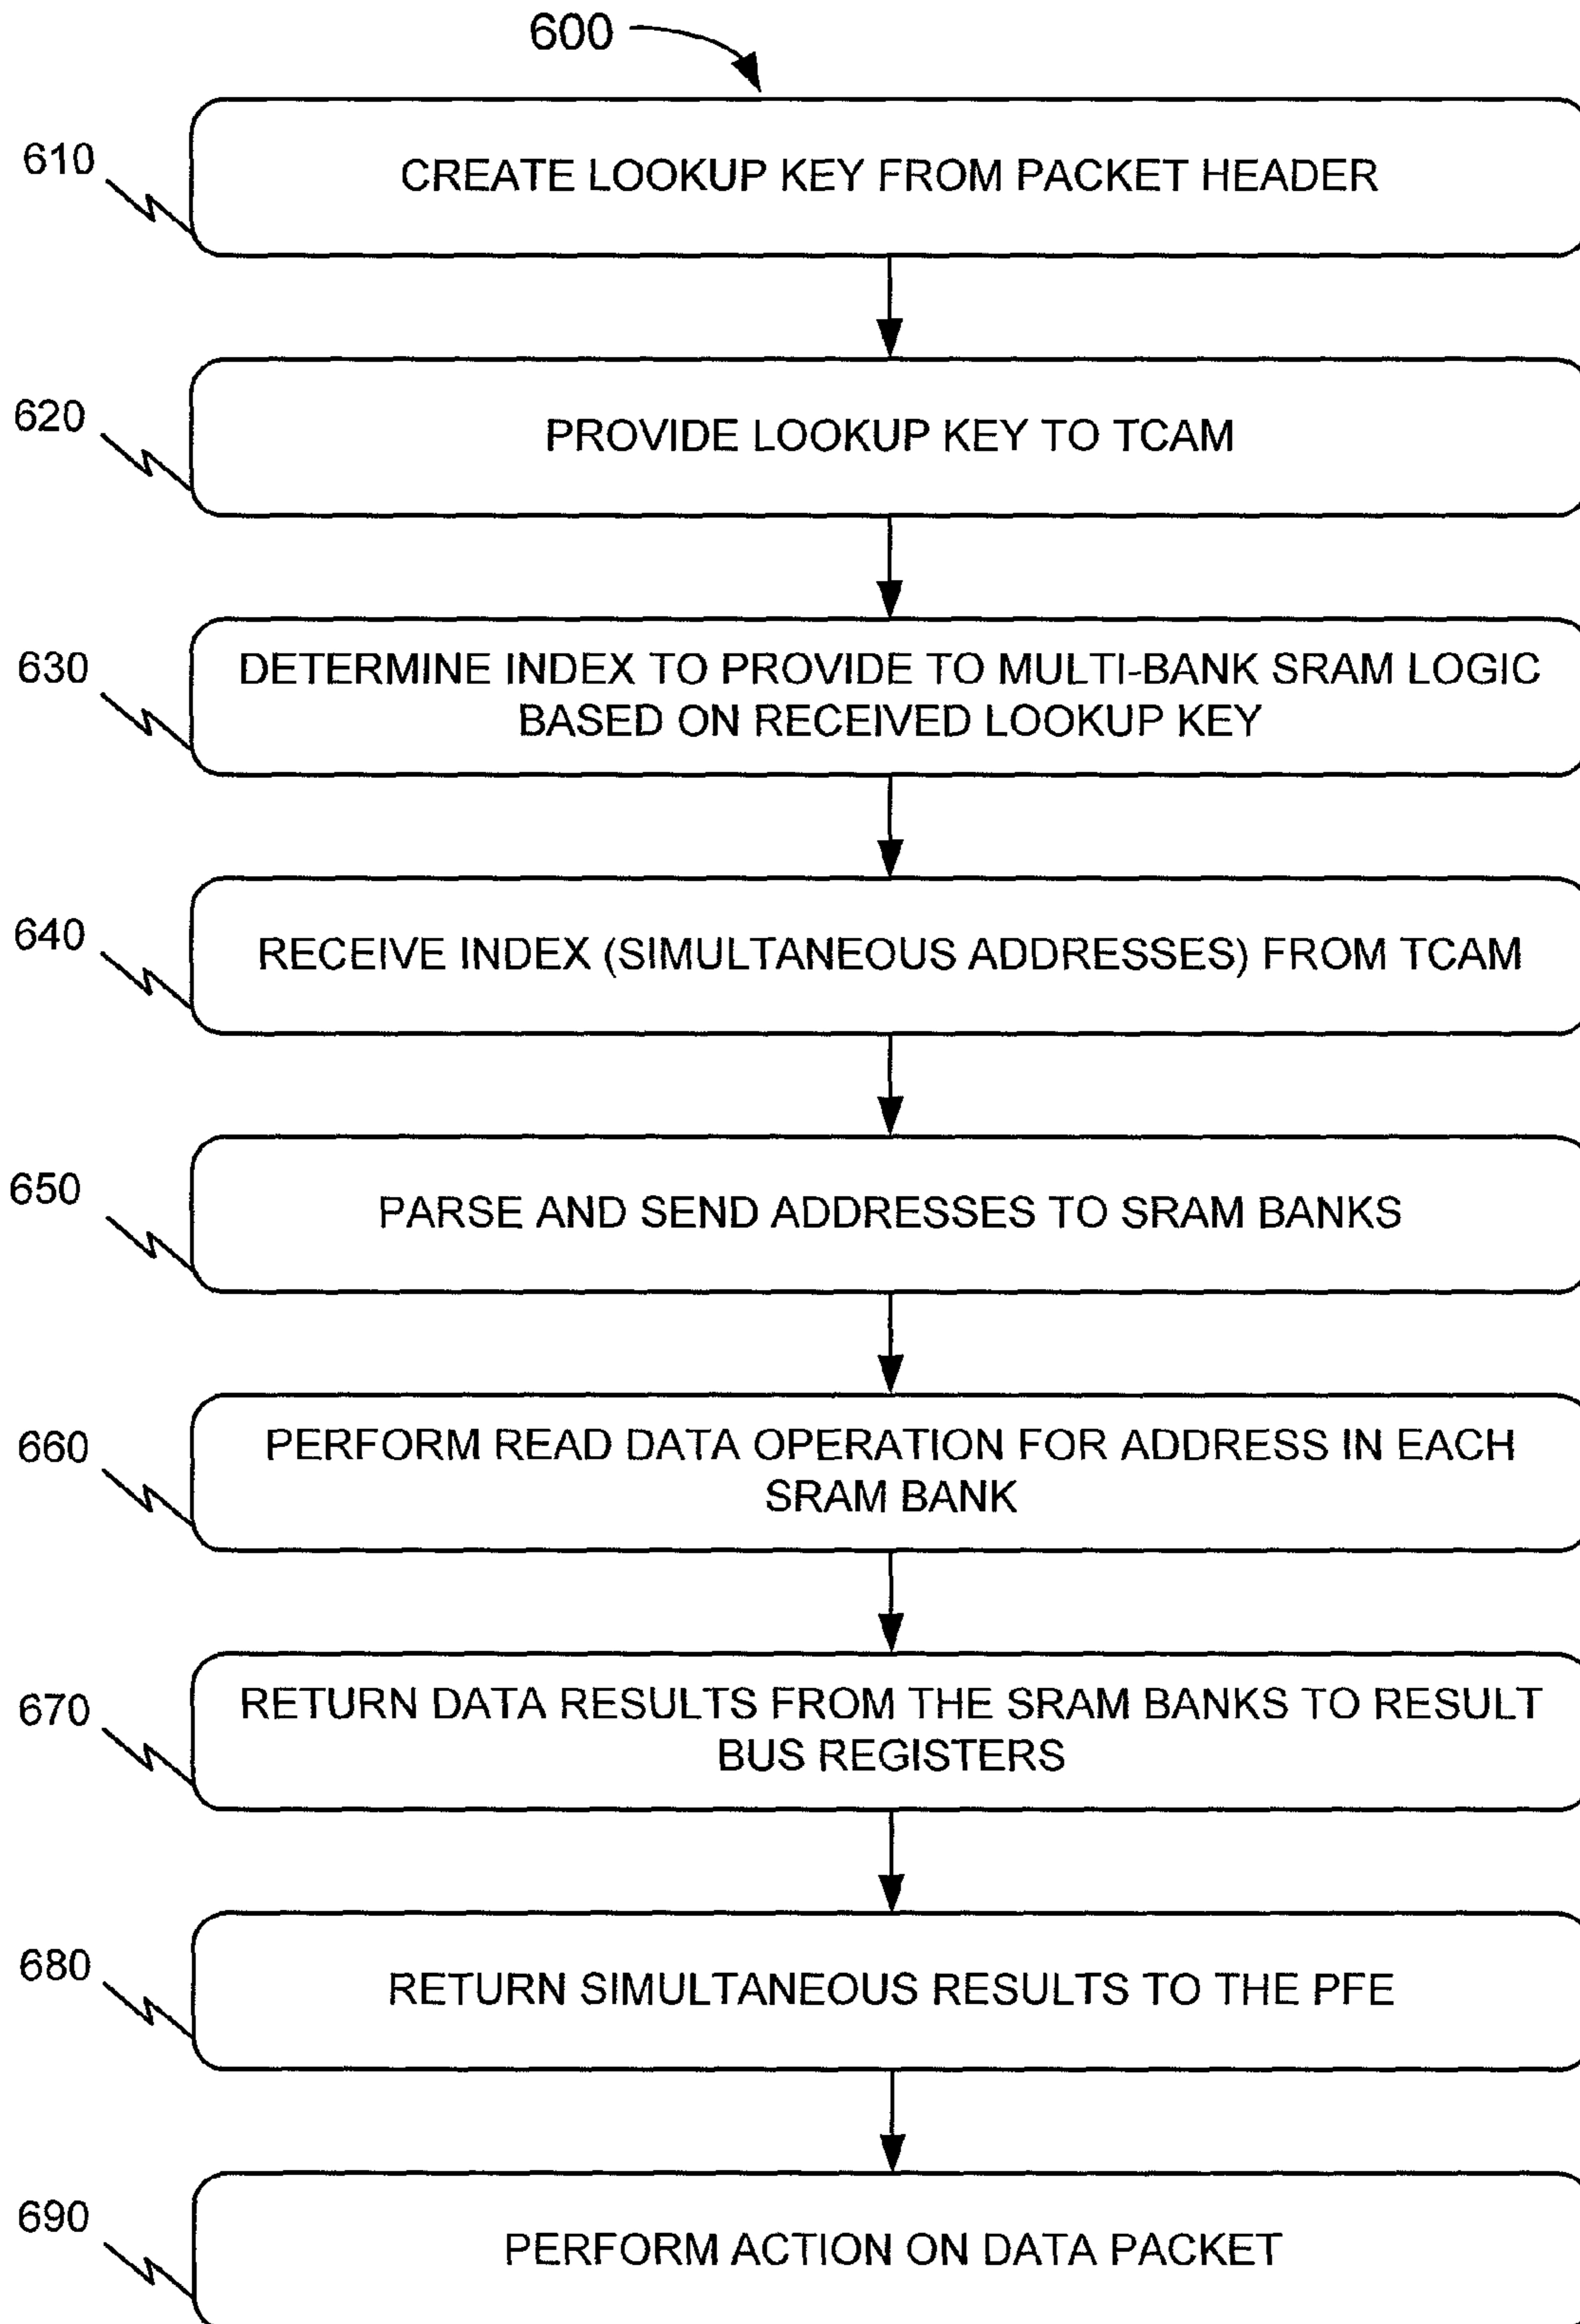 600
610
CREATE LOOKUP KEY FROM PACKET HEADER
620
PROVIDE LOOKUP KEY TO TCAM
630
DETERMINE INDEX TO PROVIDE TO MULTI-BANK SRAM LOGIC
BASED ON RECEIVED LOOKUP KEY
640
RECEIVE INDEX (SIMULTANEOUS ADDRESSES) FROM TCAM
650
PARSE AND SEND ADDRESSES TO SRAM BANKS
660
PERFORM READ DATA OPERATION FOR ADDRESS IN EACH
SRAM BANK
670
RETURN DATA RESULTS FROM THE SRAM BANKS TO RESULT
BUS REGISTERS
680
RETURN SIMULTANEOUS RESULTS TO THE PFE
690
PERFORM ACTION ON DATA PACKET